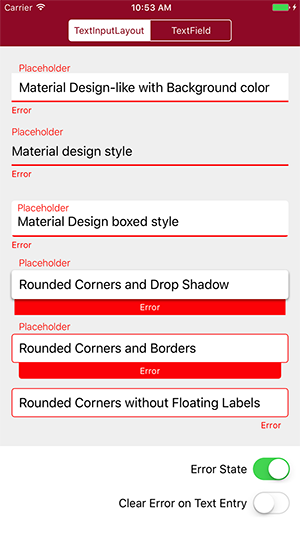 Carrier 10:53 AM
TextInputLayout TextField
Placeholder
Material Design-like with Background color
Error
Placeholder
Material design style
Error
Placeholder
Material Design boxed style
Error
Placeholder
Rounded Corners and Drop Shadow
Error
Placeholder
Rounded Corners and Borders
Error
Rounded Corners without Floating Labels
Error
Error State
Clear Error on Text Entry